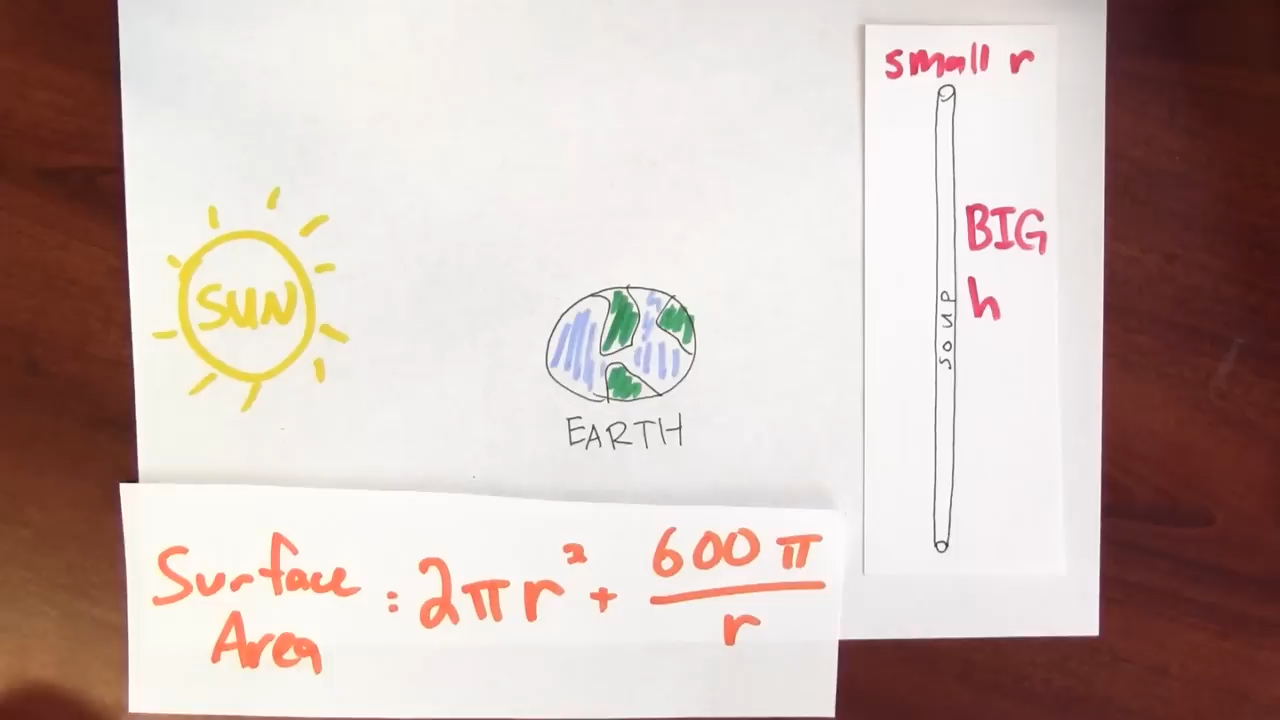 small r
BIG
h
SOUP
SUN
EARTH
Surface
Area : 2πr² + 600π / r